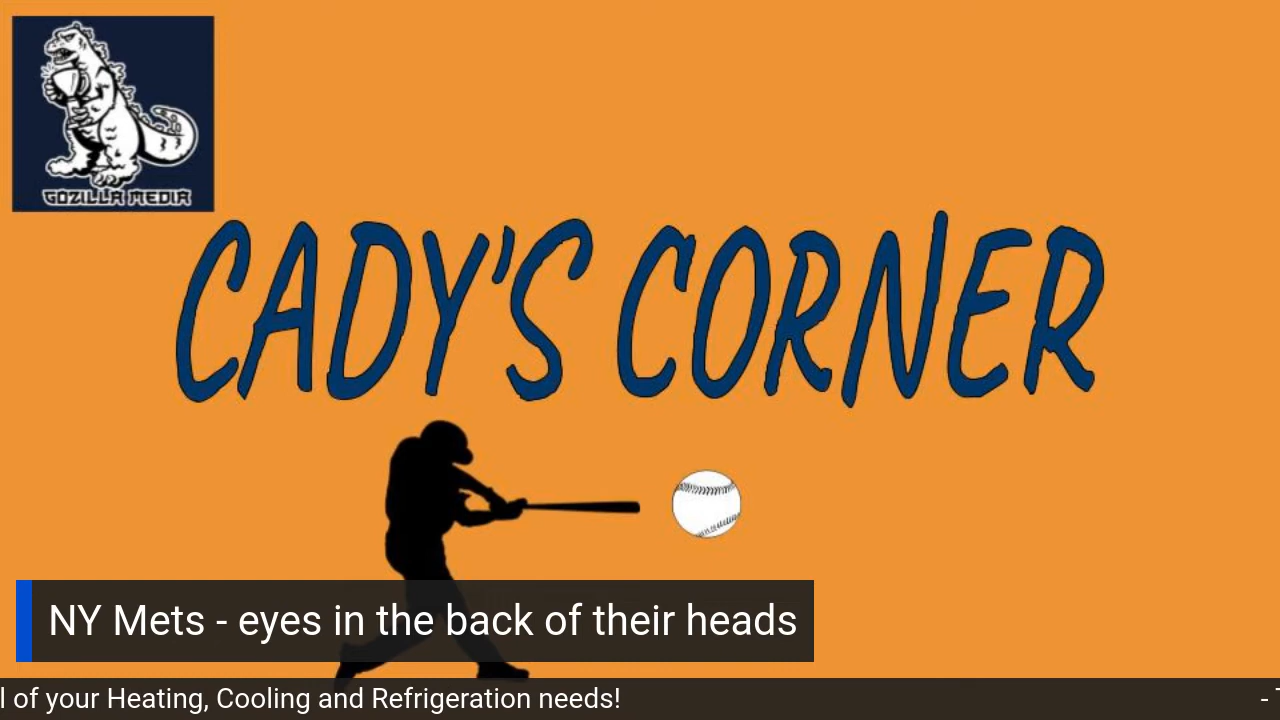 GOZILLA MEDIA
CADY'S CORNER
NY Mets - eyes in the back of their heads
l of your Heating, Cooling and Refrigeration needs!
-